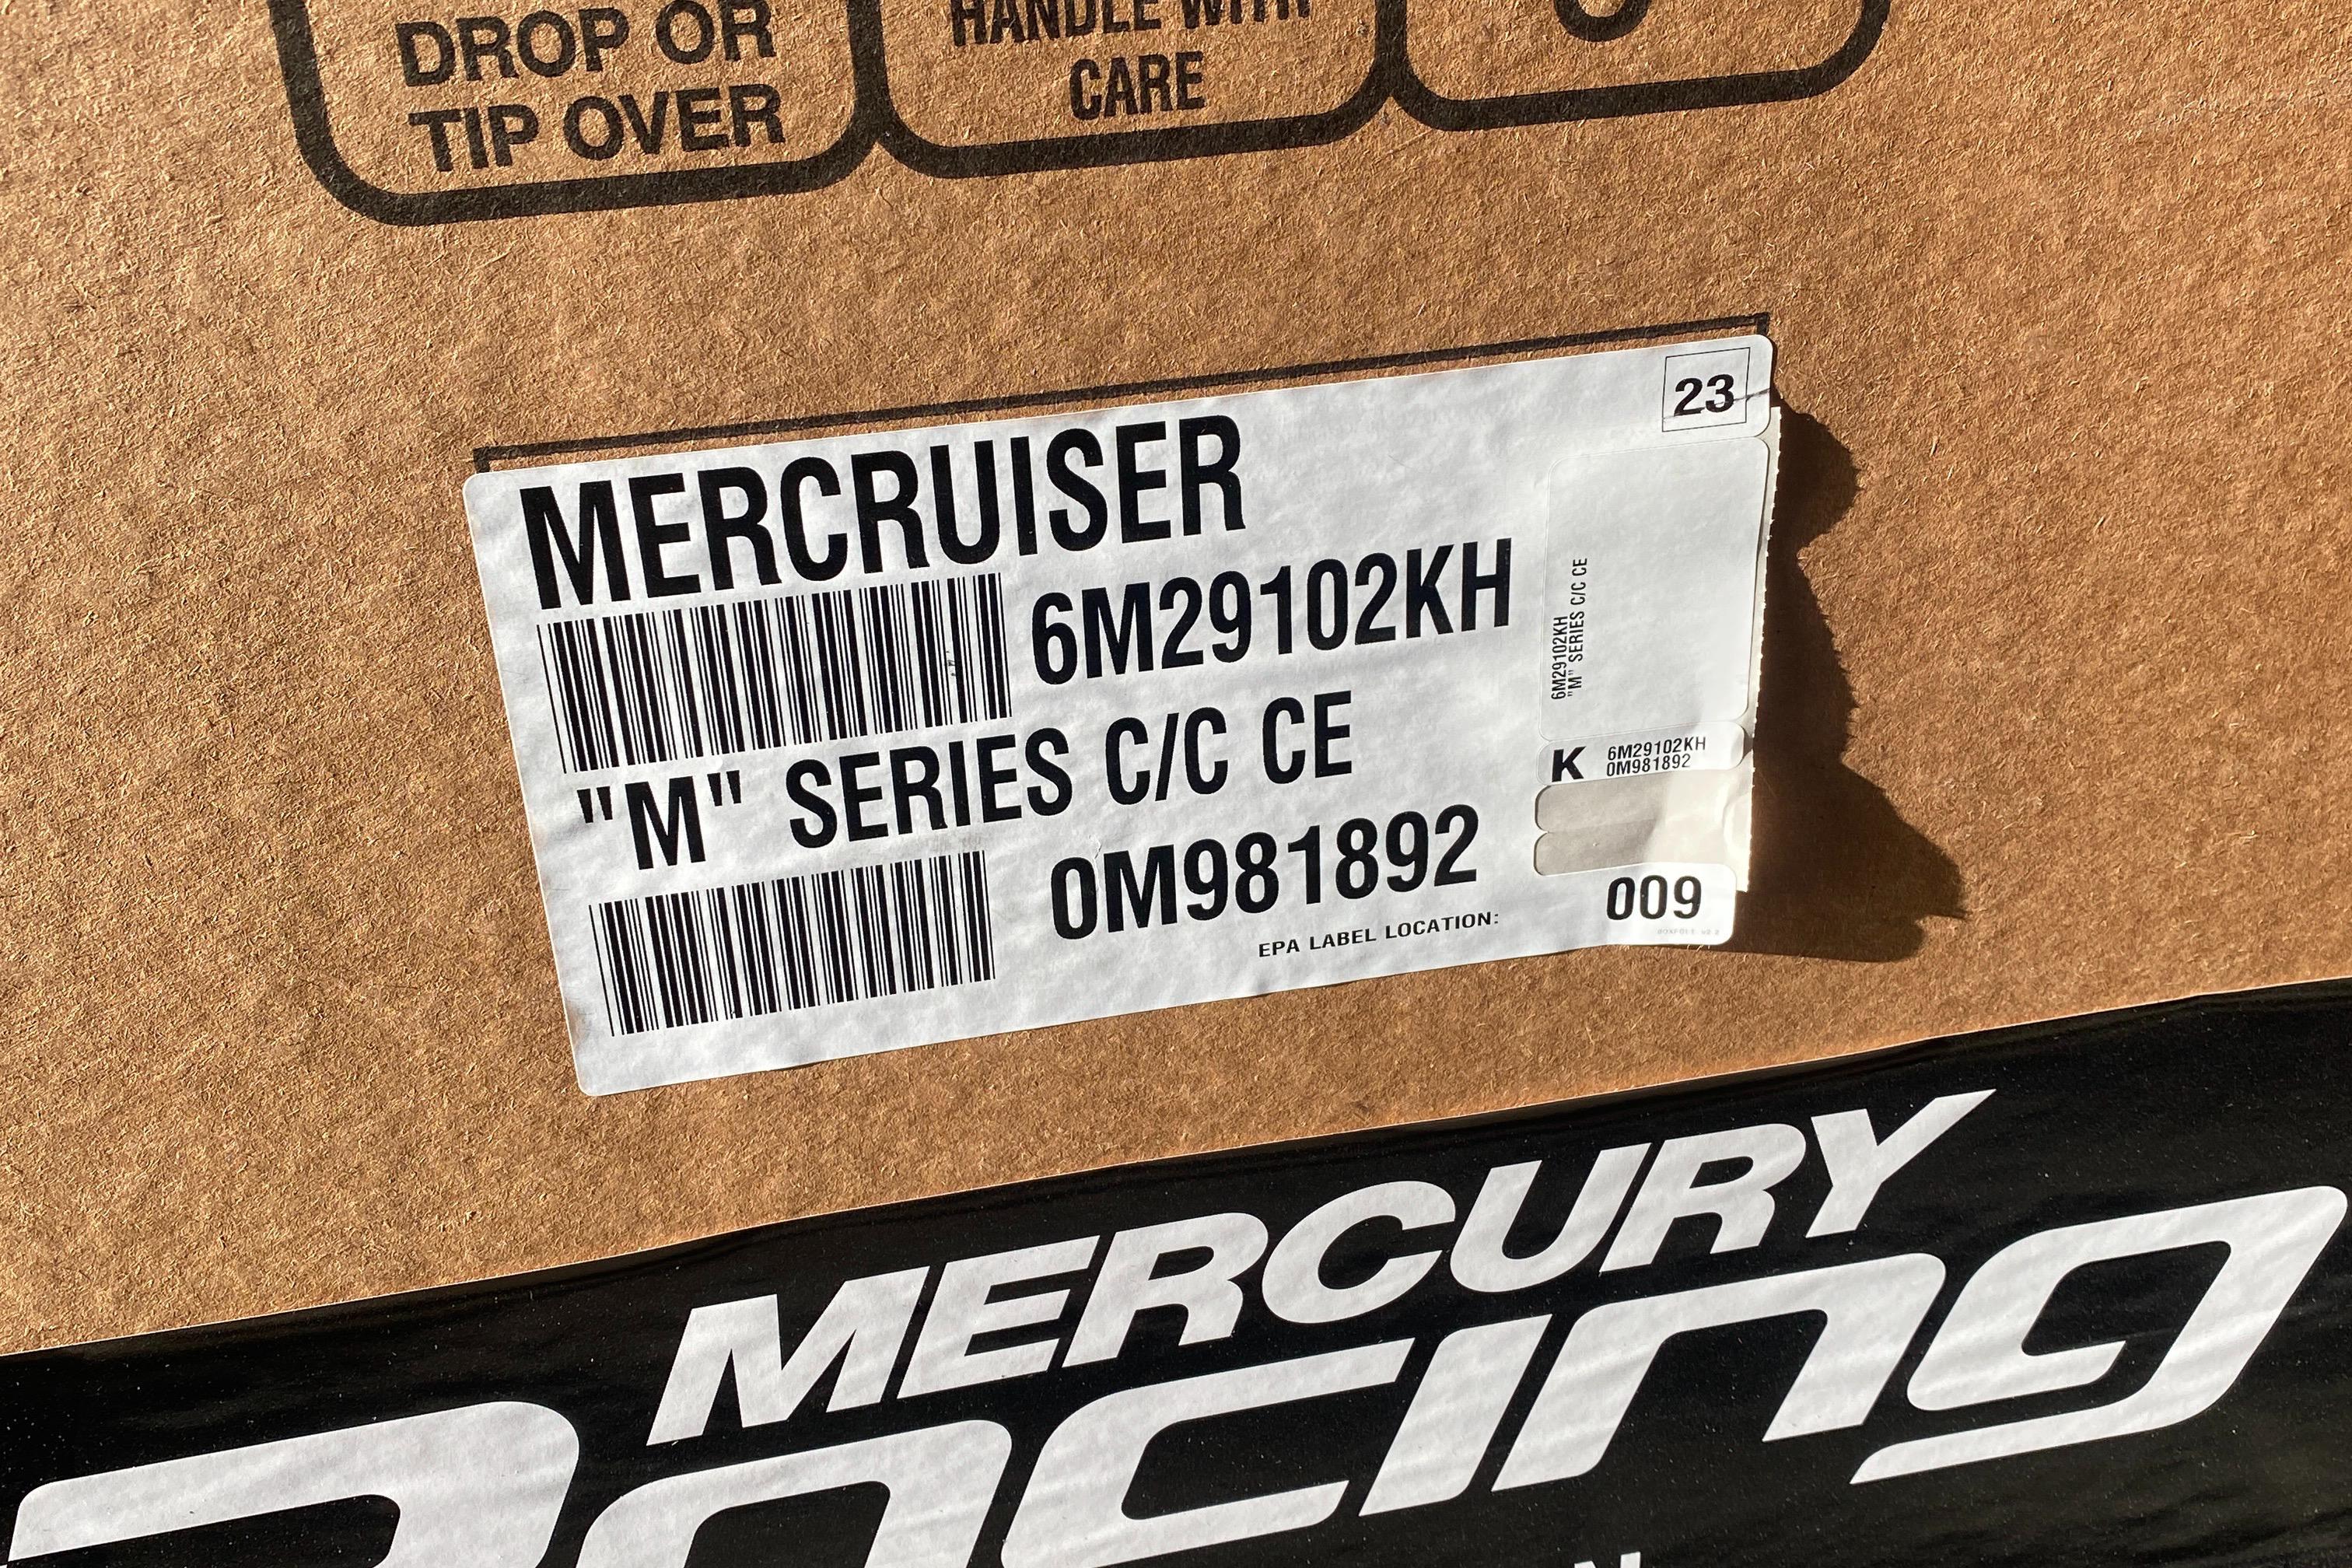 DROP OR
TIP OVER
HANDLE WITH
CARE
23
MERCRUISER
6M29102KH
"M" SERIES C/C CE
0M981892
EPA LABEL LOCATION:
6M29102KH
"M" SERIES C/C CE
K 6M29102KH
0M981892
009
MERCURY
Racing